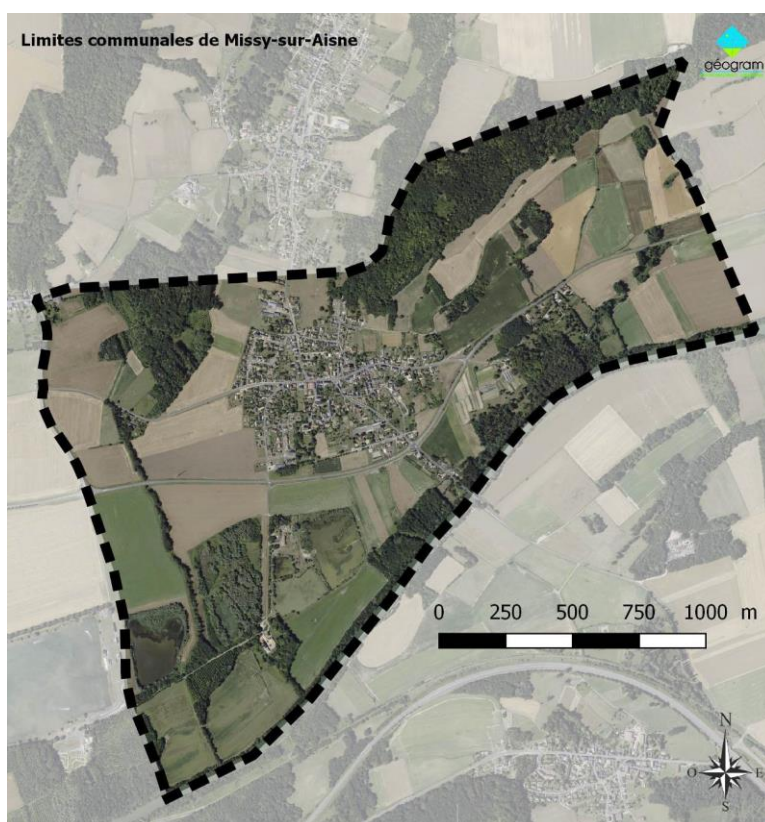 Limites communales de Missy-sur-Aisne
géogram
0 250 500 750 1000 m
N
O E
S